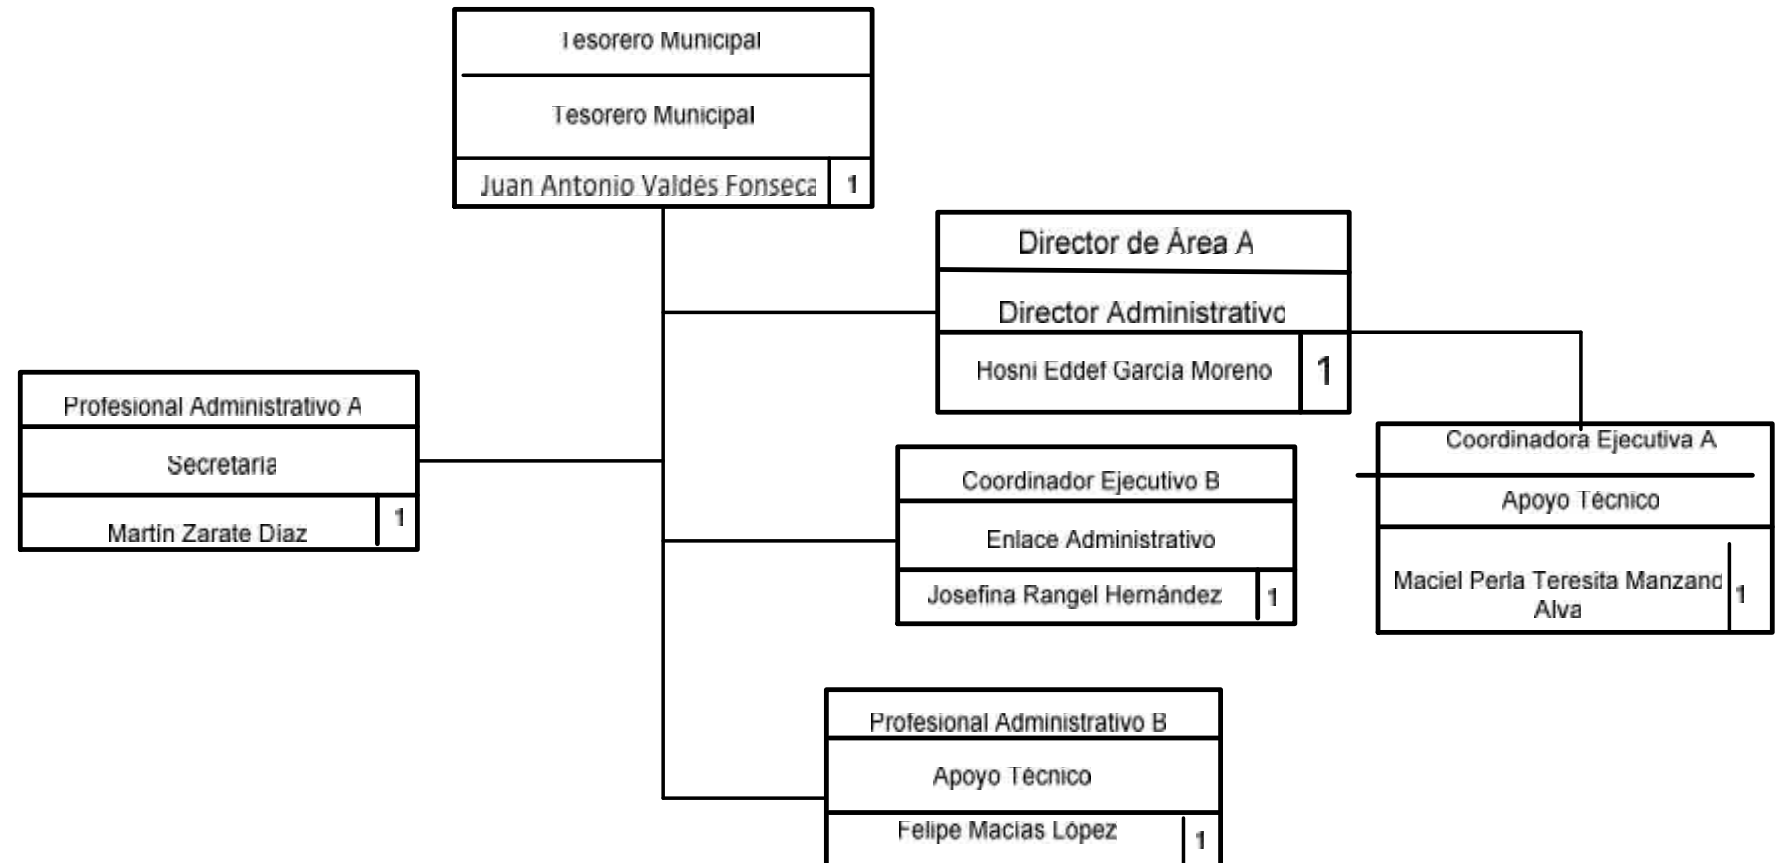 Tesorero Municipal
Tesorero Municipal
Juan Antonio Valdés Fonseca 1
Director de Área A
Director Administrativo
Hosni Eddef García Moreno 1
Profesional Administrativo A
Secretaria
Martín Zarate Díaz 1
Coordinador Ejecutivo B
Enlace Administrativo
Josefina Rangel Hernández 1
Coordinadora Ejecutiva A
Apoyo Técnico
Maciel Perla Teresita Manzano 1
Alva
Profesional Administrativo B
Apoyo Técnico
Felipe Macías López 1